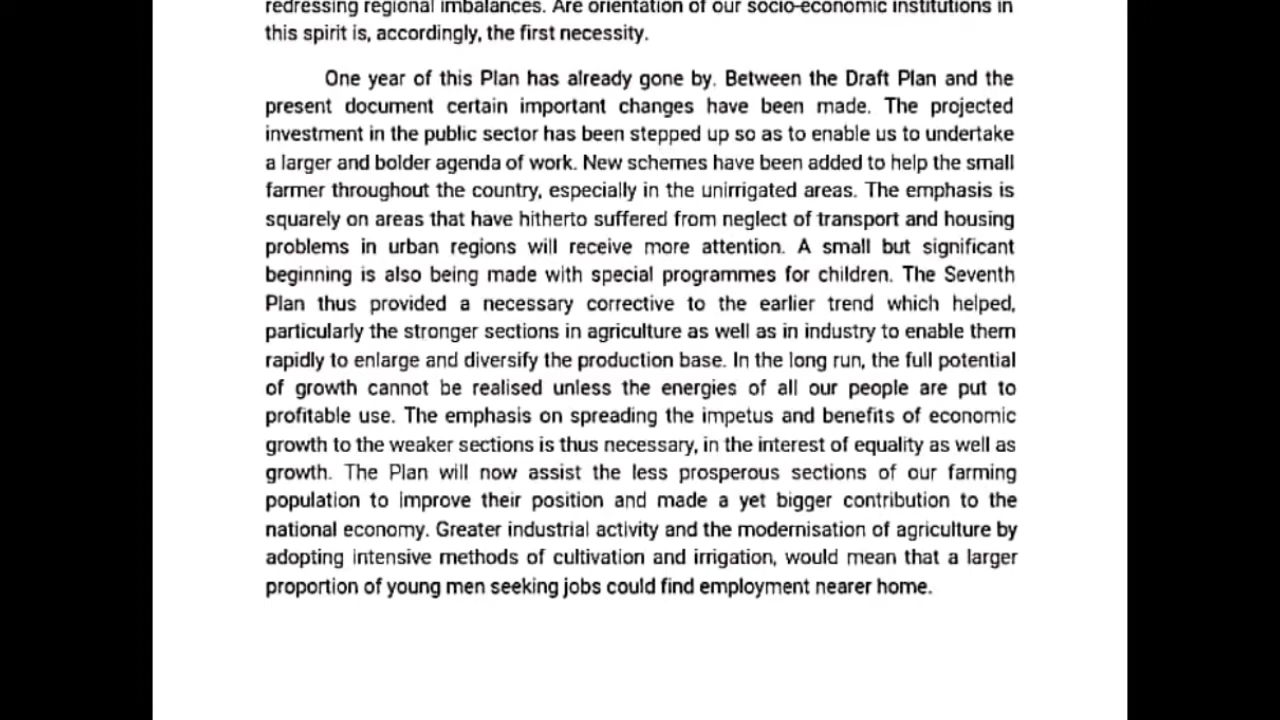 redressing regional imbalances. Are orientation of our socio-economic institutions in
this spirit is, accordingly, the first necessity.
One year of this Plan has already gone by. Between the Draft Plan and the
present document certain important changes have been made. The projected
investment in the public sector has been stepped up so as to enable us to undertake
a larger and bolder agenda of work. New schemes have been added to help the small
farmer throughout the country, especially in the unirrigated areas. The emphasis is
squarely on areas that have hitherto suffered from neglect of transport and housing
problems in urban regions will receive more attention. A small but significant
beginning is also being made with special programmes for children. The Seventh
Plan thus provided a necessary corrective to the earlier trend which helped,
particularly the stronger sections in agriculture as well as in industry to enable them
rapidly to enlarge and diversify the production base. In the long run, the full potential
of growth cannot be realised unless the energies of all our people are put to
profitable use. The emphasis on spreading the impetus and benefits of economic
growth to the weaker sections is thus necessary, in the interest of equality as well as
growth. The Plan will now assist the less prosperous sections of our farming
population to improve their position and made a yet bigger contribution to the
national economy. Greater industrial activity and the modernisation of agriculture by
adopting intensive methods of cultivation and irrigation, would mean that a larger
proportion of young men seeking jobs could find employment nearer home.